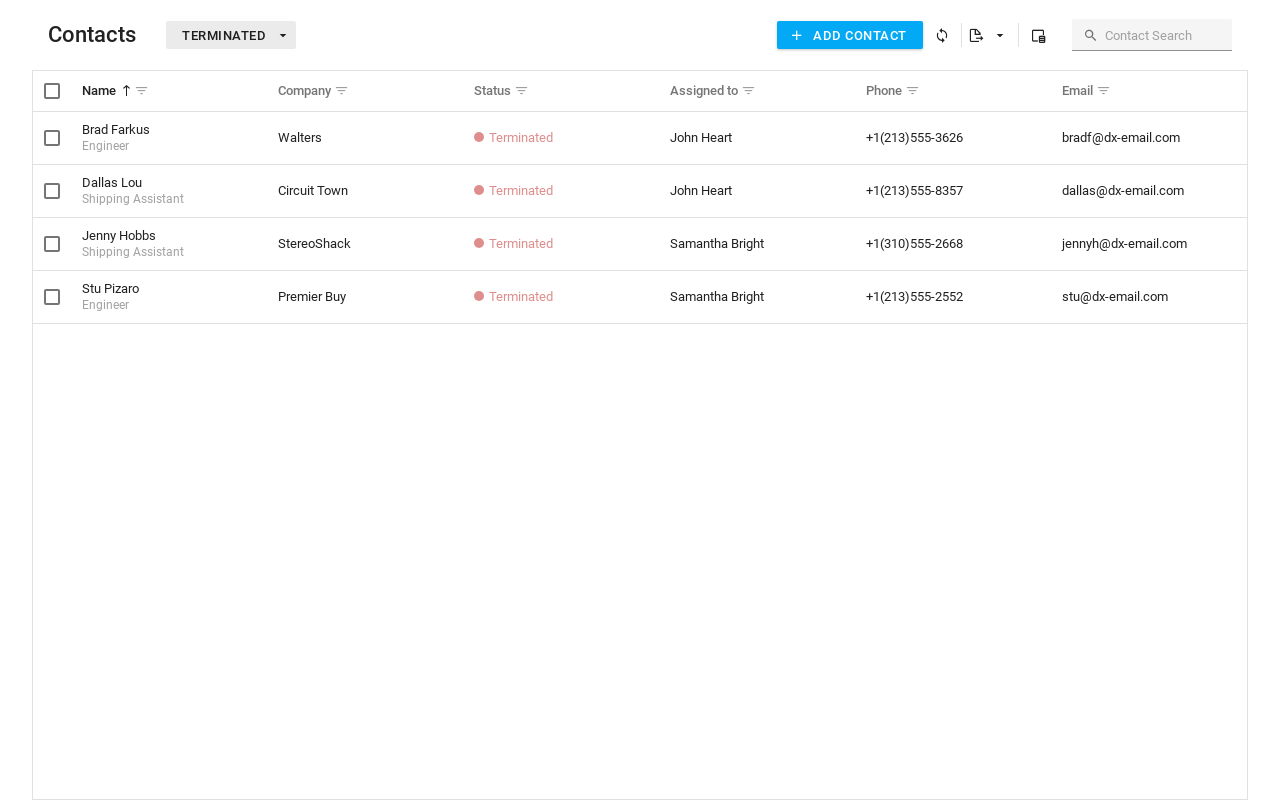 Contacts
TERMINATED
ADD CONTACT
Contact Search
Name
Company
Status
Assigned to
Phone
Email
Brad Farkus
Engineer
Walters
Terminated
John Heart
+1(213)555-3626
bradf@dx-email.com
Dallas Lou
Shipping Assistant
Circuit Town
Terminated
John Heart
+1(213)555-8357
dallas@dx-email.com
Jenny Hobbs
Shipping Assistant
StereoShack
Terminated
Samantha Bright
+1(310)555-2668
jennyh@dx-email.com
Stu Pizaro
Engineer
Premier Buy
Terminated
Samantha Bright
+1(213)555-2552
stu@dx-email.com